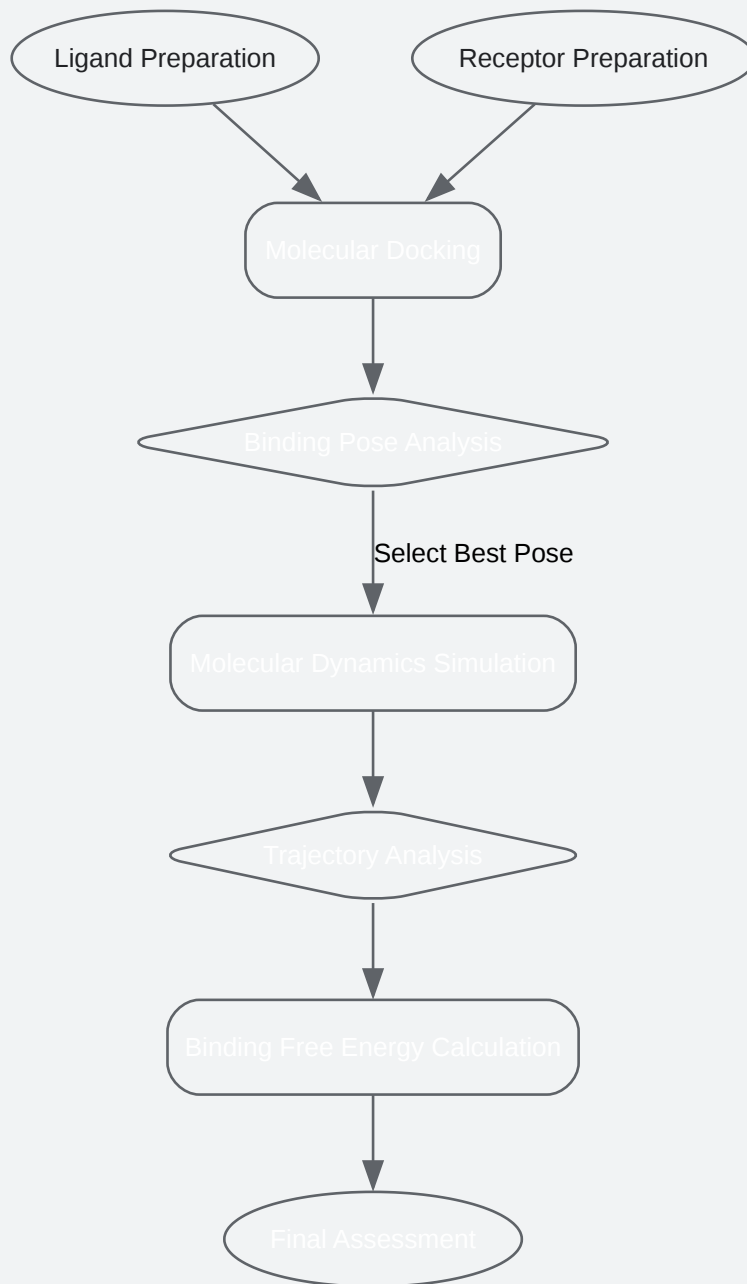 Ligand Preparation
Receptor Preparation
Molecular Docking
Binding Pose Analysis
Select Best Pose
Molecular Dynamics Simulation
Trajectory Analysis
Binding Free Energy Calculation
Final Assessment